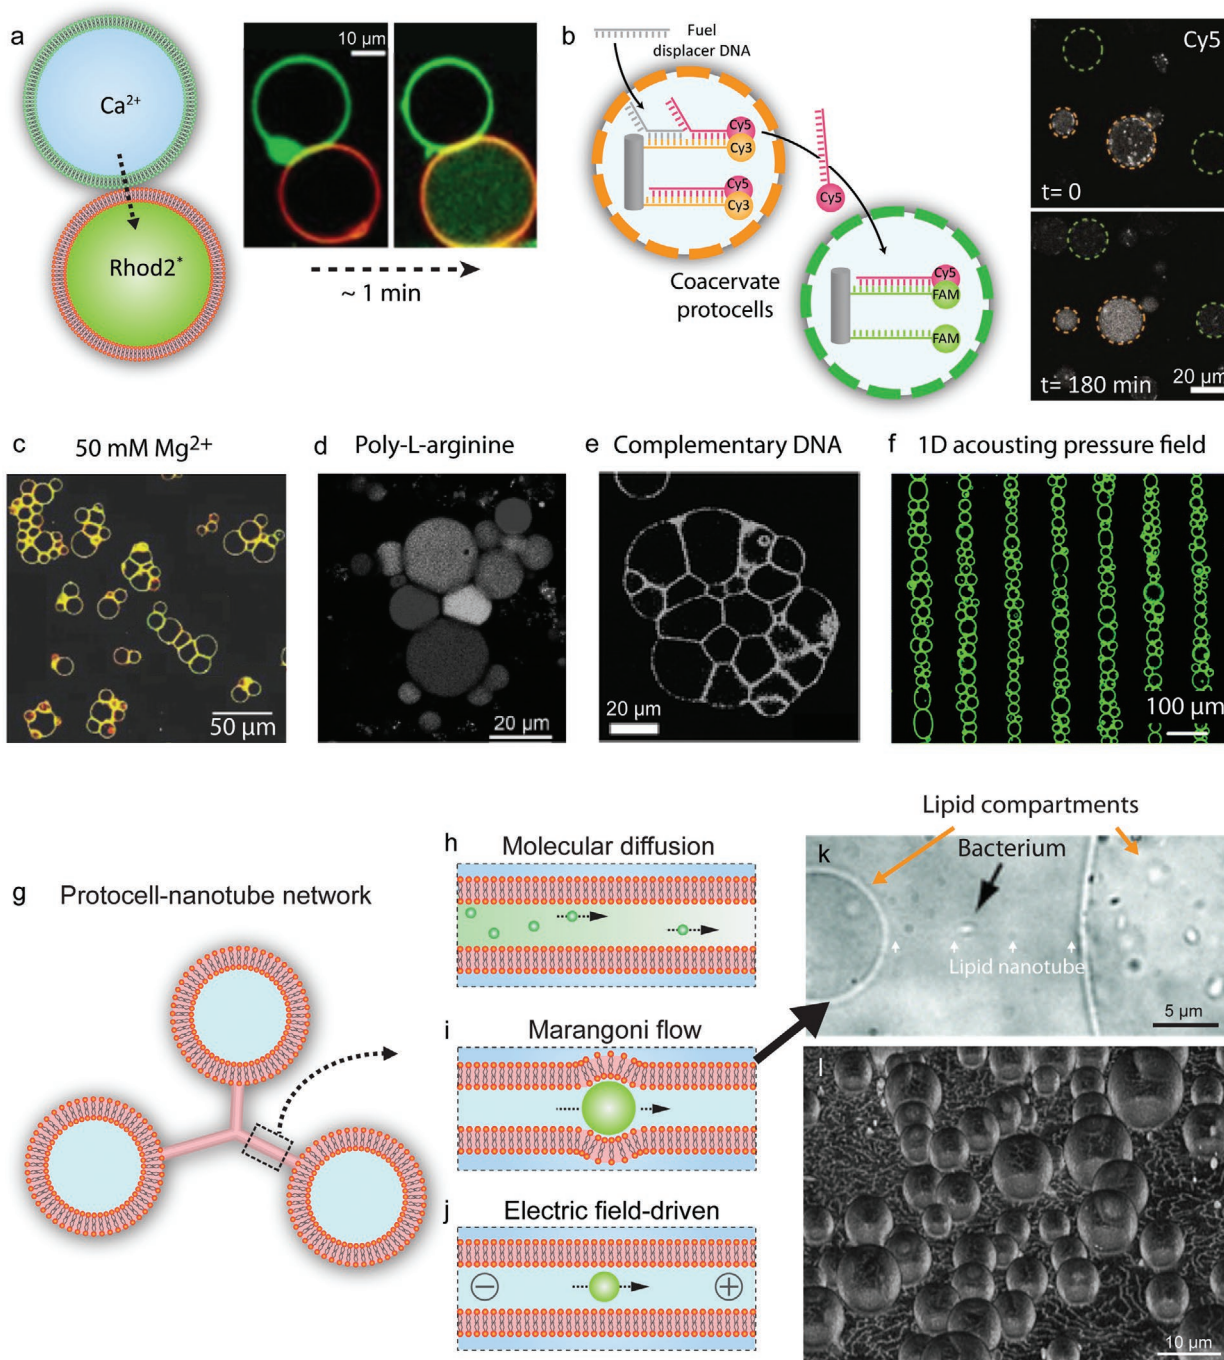 a
Ca²⁺
Rhod2*
10 µm
~ 1 min
b
Fuel
displacer DNA
Cy5
Cy3
Cy5
Cy3
Cy5
Coacervate
protocells
Cy5
FAM
FAM
Cy5
t= 0
t= 180 min
20 µm
c
50 mM Mg²⁺
50 µm
d
Poly-L-arginine
20 µm
e
Complementary DNA
20 µm
f
1D acousting pressure field
100 µm
g
Protocell-nanotube network
h
Molecular diffusion
i
Marangoni flow
j
Electric field-driven
− +
Lipid compartments
k
Bacterium
Lipid nanotube
5 µm
l
10 µm